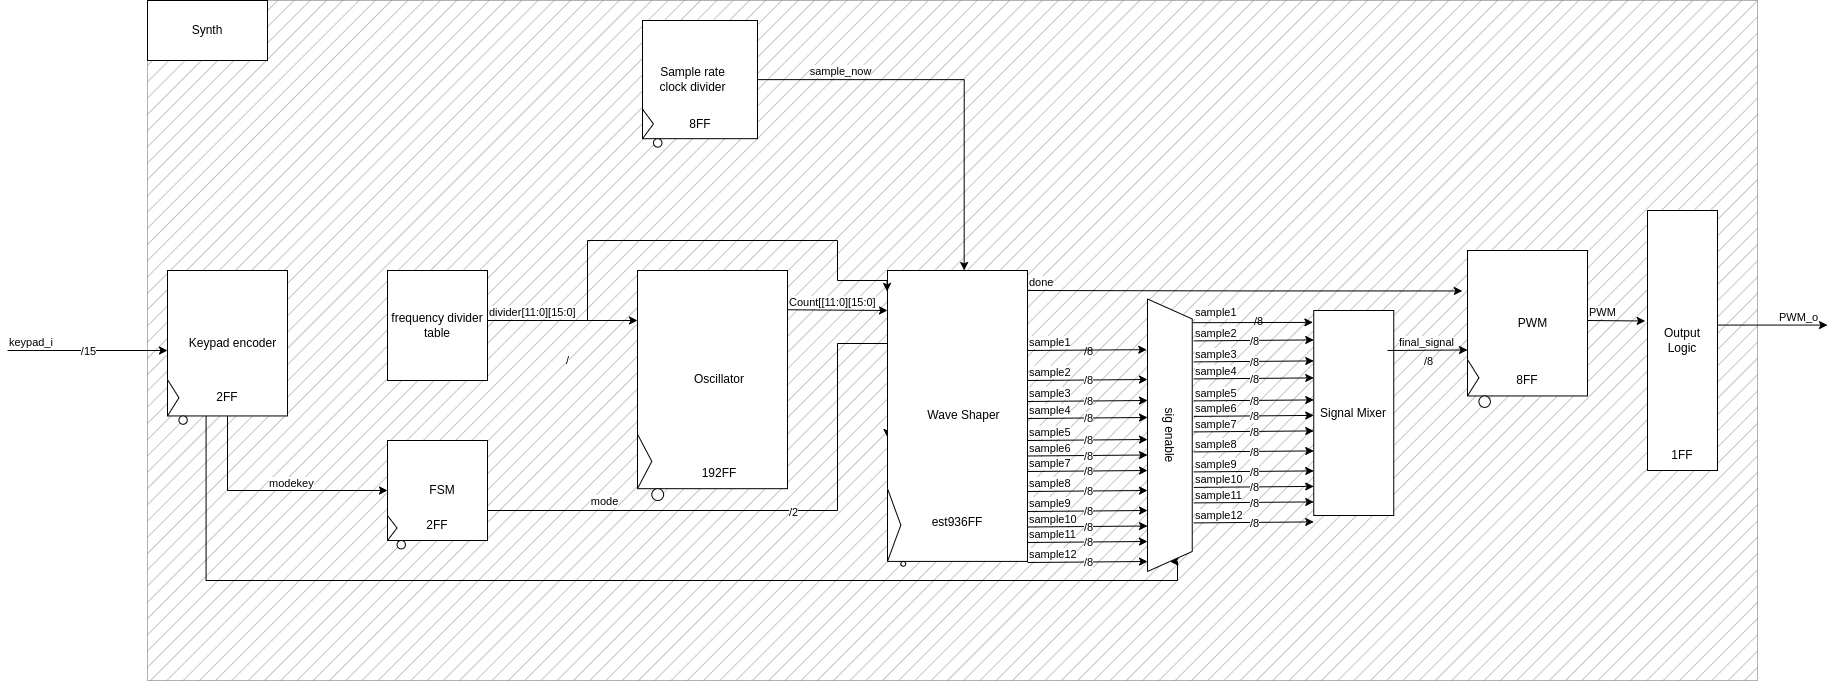 Synth
Sample rate
clock divider
8FF
sample_now
keypad_i
/15
Keypad encoder
2FF
modekey
frequency divider
table
divider[11:0][15:0]
/
FSM
2FF
mode
/2
Oscillator
192FF
Count[[11:0][15:0]
Wave Shaper
est936FF
done
sample1
/8
sample2
/8
sample3
/8
sample4
/8
sample5
/8
sample6
/8
sample7
/8
sample8
/8
sample9
/8
sample10
/8
sample11
/8
sample12
/8
sig enable
sample1
/8
sample2
/8
sample3
/8
sample4
/8
sample5
/8
sample6
/8
sample7
/8
sample8
/8
sample9
/8
sample10
/8
sample11
/8
sample12
/8
Signal Mixer
final_signal
/8
PWM
8FF
PWM
Output
Logic
1FF
PWM_o